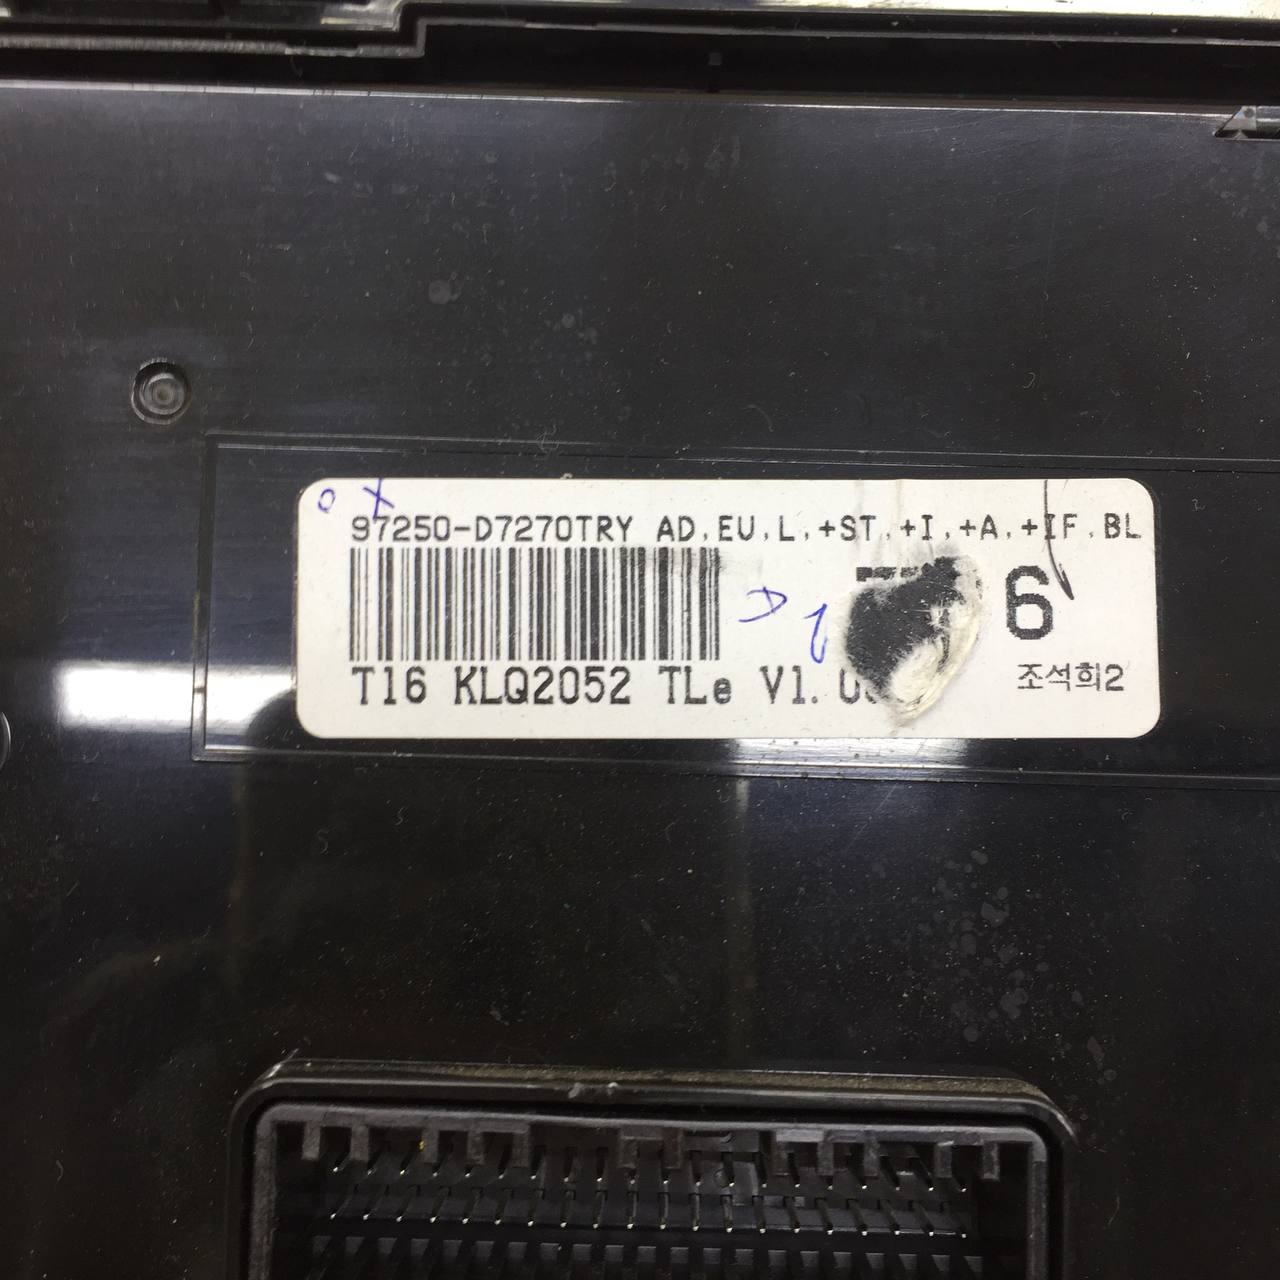 97250-D7270TRY AD,EU,L,+ST,+I,+A,+IF,BL
6
T16 KLQ2052 TLe V1.
조석희2